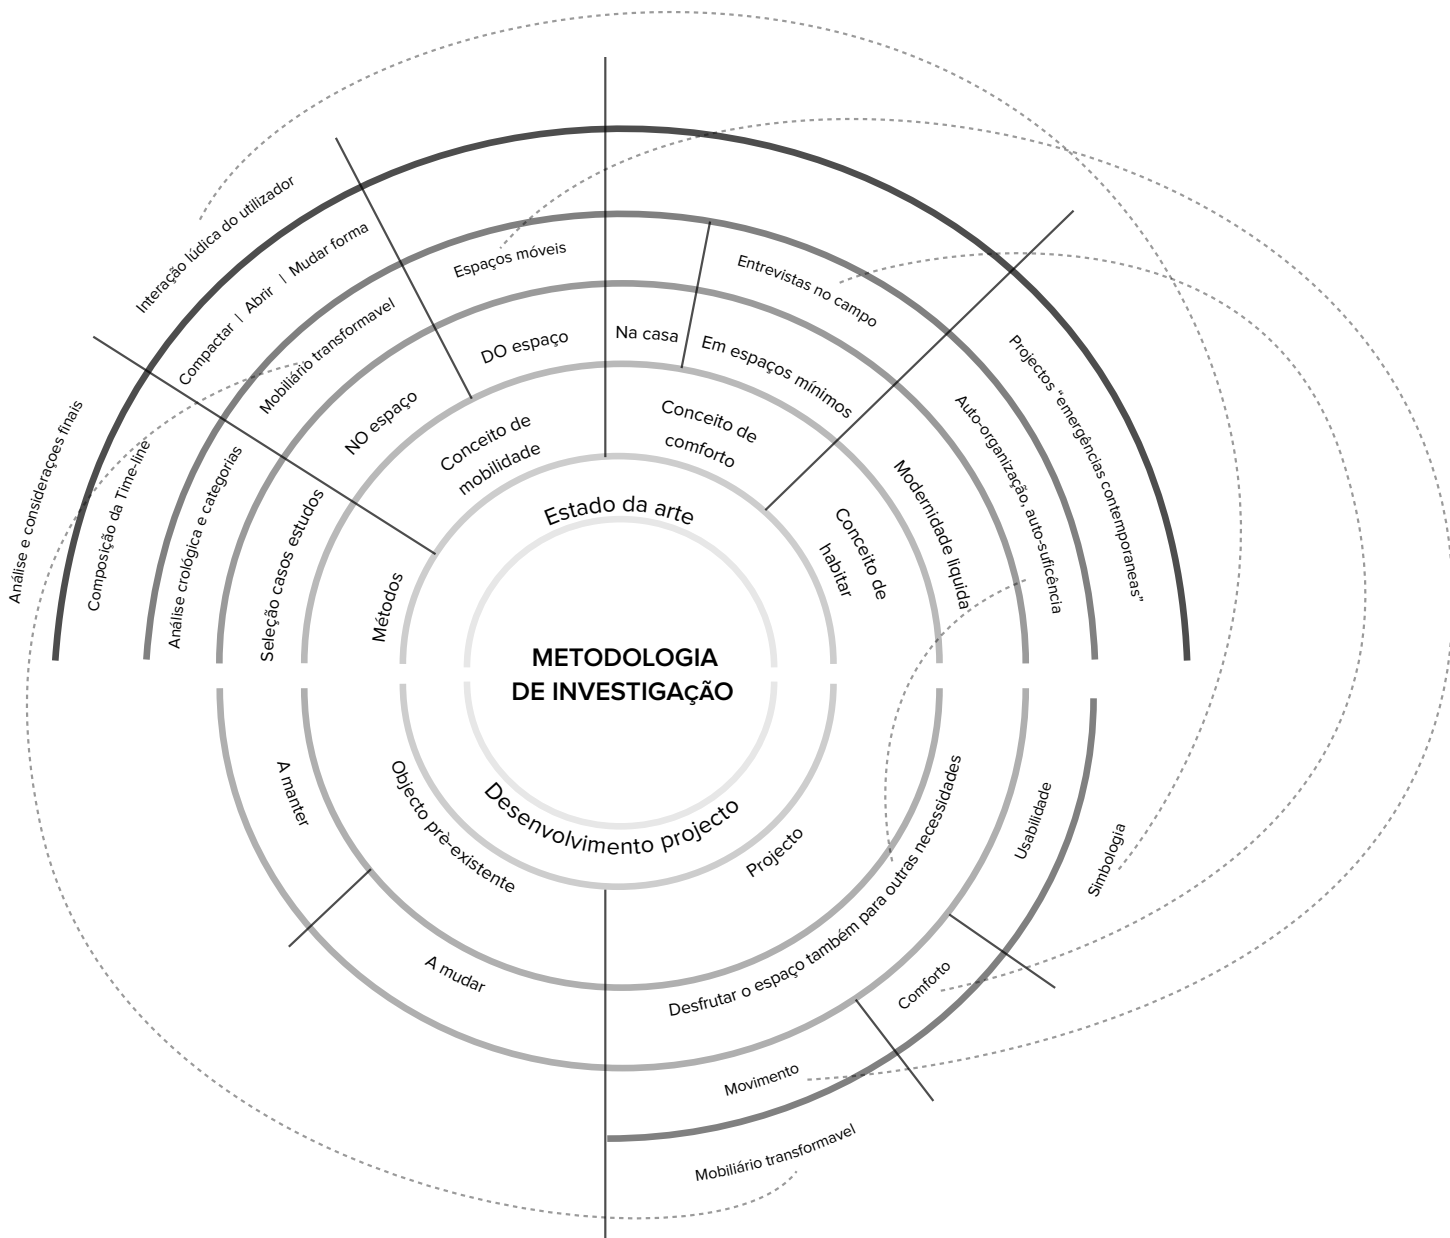 METODOLOGIA
DE INVESTIGAÇÃO
Estado da arte
Métodos
Seleção casos estudos
Análise crológica e categorias
Composição da Time-line
Análise e consideraçoes finais
Conceito de
mobilidade
NO espaço
Mobiliário transformavel
Compactar | Abrir | Mudar forma
Interação lúdica do utilizador
DO espaço
Espaços móveis
Conceito de
comforto
Na casa
Em espaços mínimos
Entrevistas no campo
Conceito de
habitar
Modernidade liquida
Auto-organização, auto-suficência
Projectos “emergências contemporaneas”
Desenvolvimento projecto
Objecto prè-existente
A manter
A mudar
Projecto
Desfrutar o espaço também para outras necessidades
Usabilidade
Simbologia
Comforto
Movimento
Mobiliário transformavel